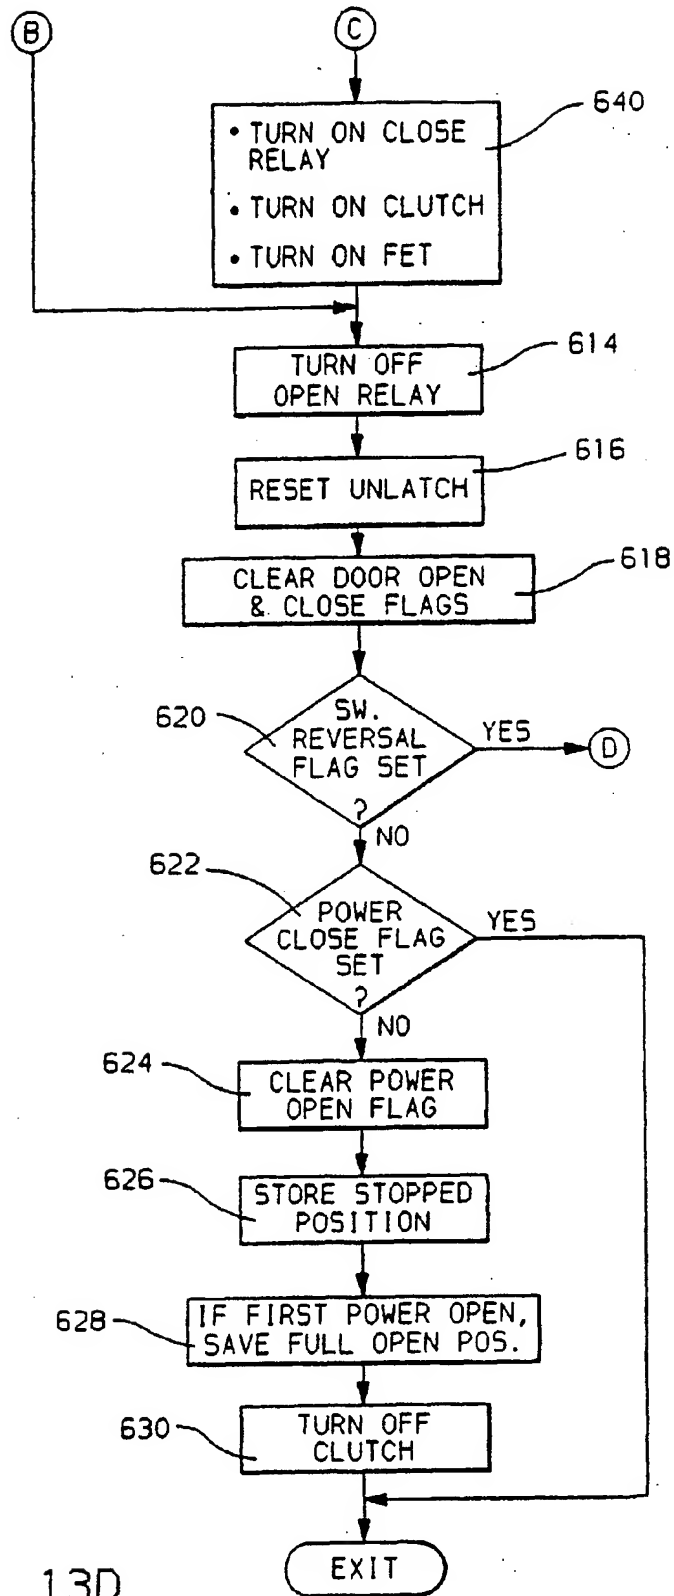 B
C
• TURN ON CLOSE
RELAY
• TURN ON CLUTCH
• TURN ON FET
640
TURN OFF
OPEN RELAY
614
RESET UNLATCH
616
CLEAR DOOR OPEN
& CLOSE FLAGS
618
620
SW.
REVERSAL
FLAG SET
?
YES
D
NO
622
POWER
CLOSE FLAG
SET
?
YES
NO
624
CLEAR POWER
OPEN FLAG
626
STORE STOPPED
POSITION
628
IF FIRST POWER OPEN,
SAVE FULL OPEN POS.
630
TURN OFF
CLUTCH
EXIT
13D